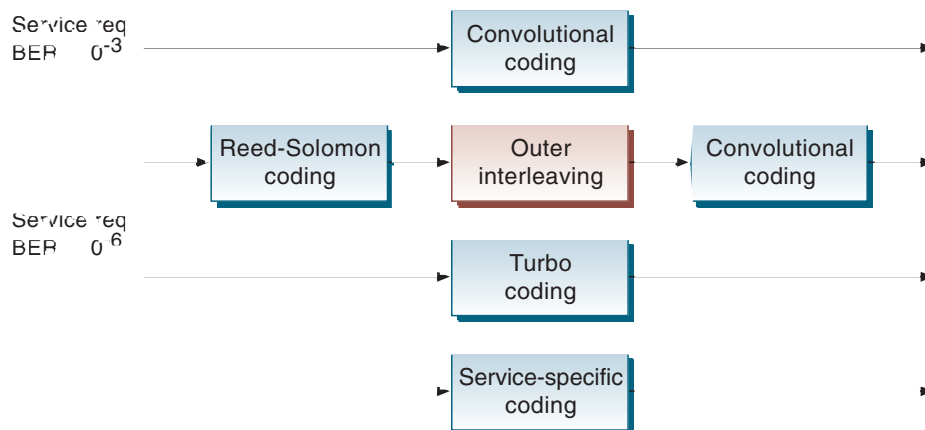 Service req
BER 0-3
Convolutional
coding
Reed-Solomon
coding
Outer
interleaving
Convolutional
coding
Service req
BER 0-6
Turbo
coding
Service-specific
coding